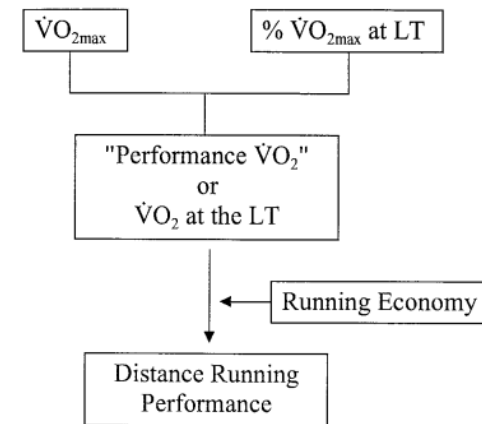 V̇O₂max
% V̇O₂max at LT
"Performance V̇O₂"
or
V̇O₂ at the LT
Running Economy
Distance Running
Performance